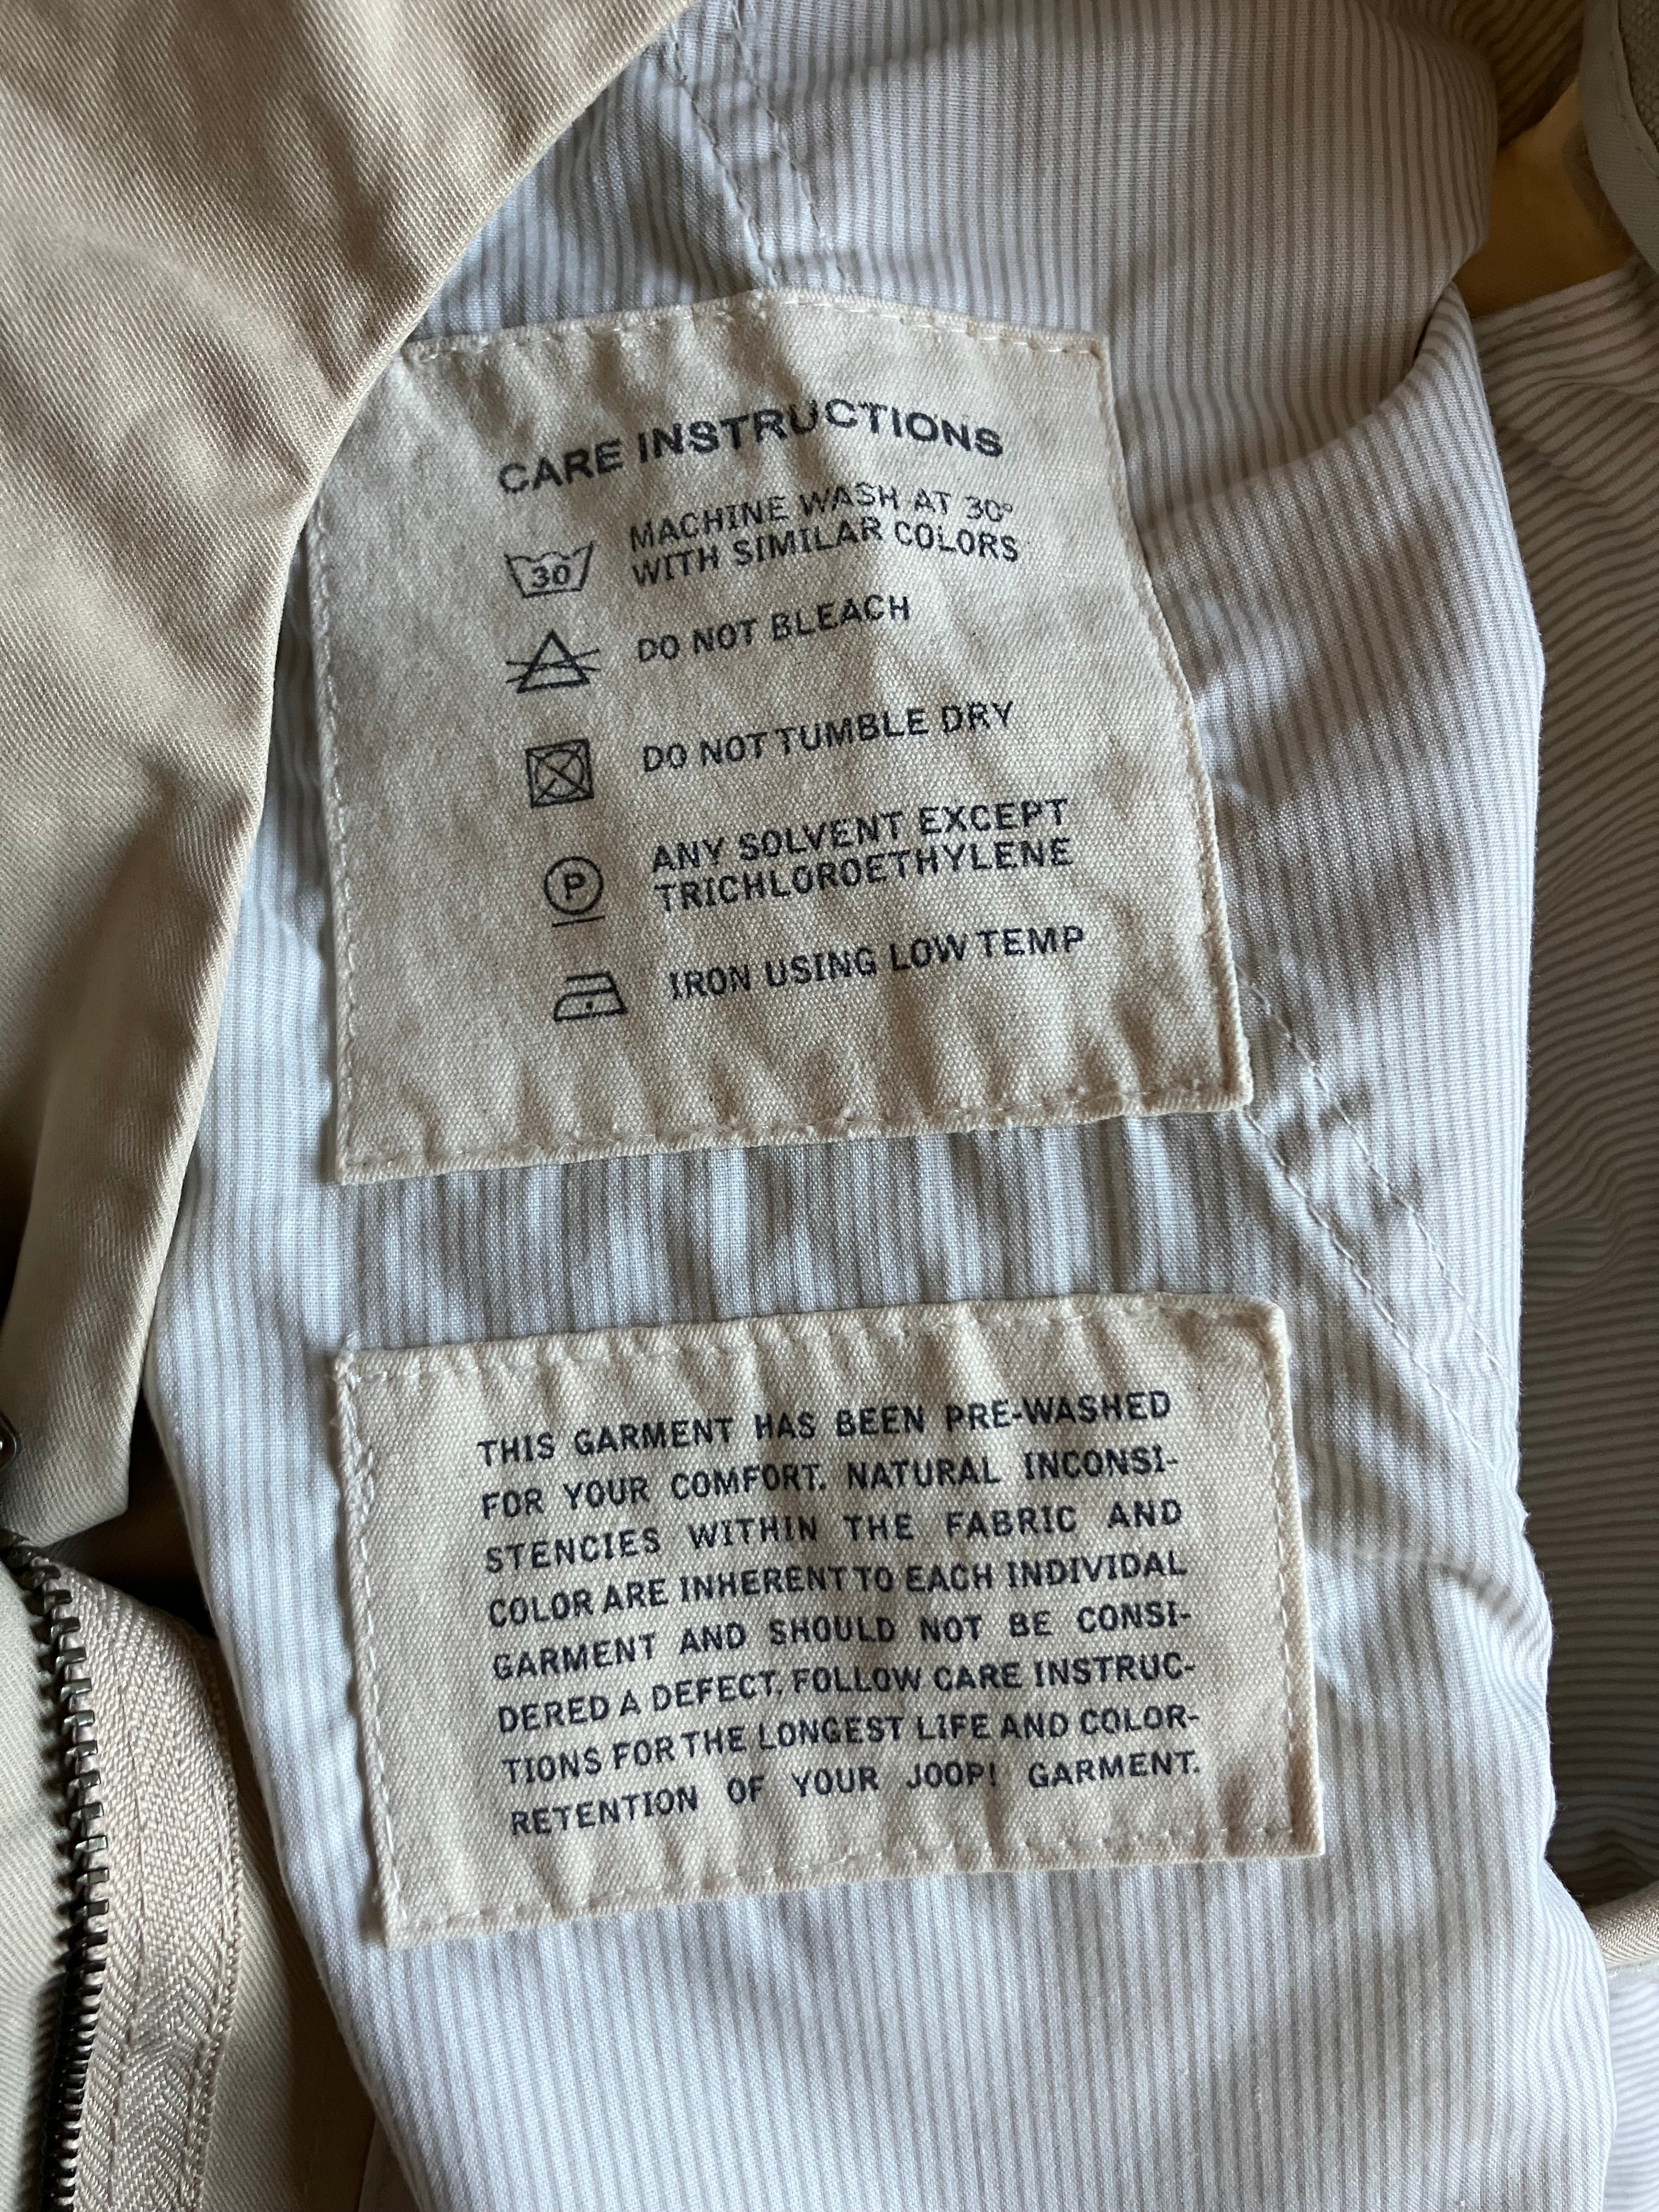 CARE INSTRUCTIONS
MACHINE WASH AT 30°
WITH SIMILAR COLORS
30
DO NOT BLEACH
DO NOT TUMBLE DRY
ANY SOLVENT EXCEPT
TRICHLOROETHYLENE
P
IRON USING LOW TEMP
THIS GARMENT HAS BEEN PRE-WASHED
FOR YOUR COMFORT. NATURAL INCONSI-
STENCIES WITHIN THE FABRIC AND
COLOR ARE INHERENT TO EACH INDIVIDAL
GARMENT AND SHOULD NOT BE CONSI-
DERED A DEFECT. FOLLOW CARE INSTRUC-
TIONS FOR THE LONGEST LIFE AND COLOR-
RETENTION OF YOUR JOOP! GARMENT.